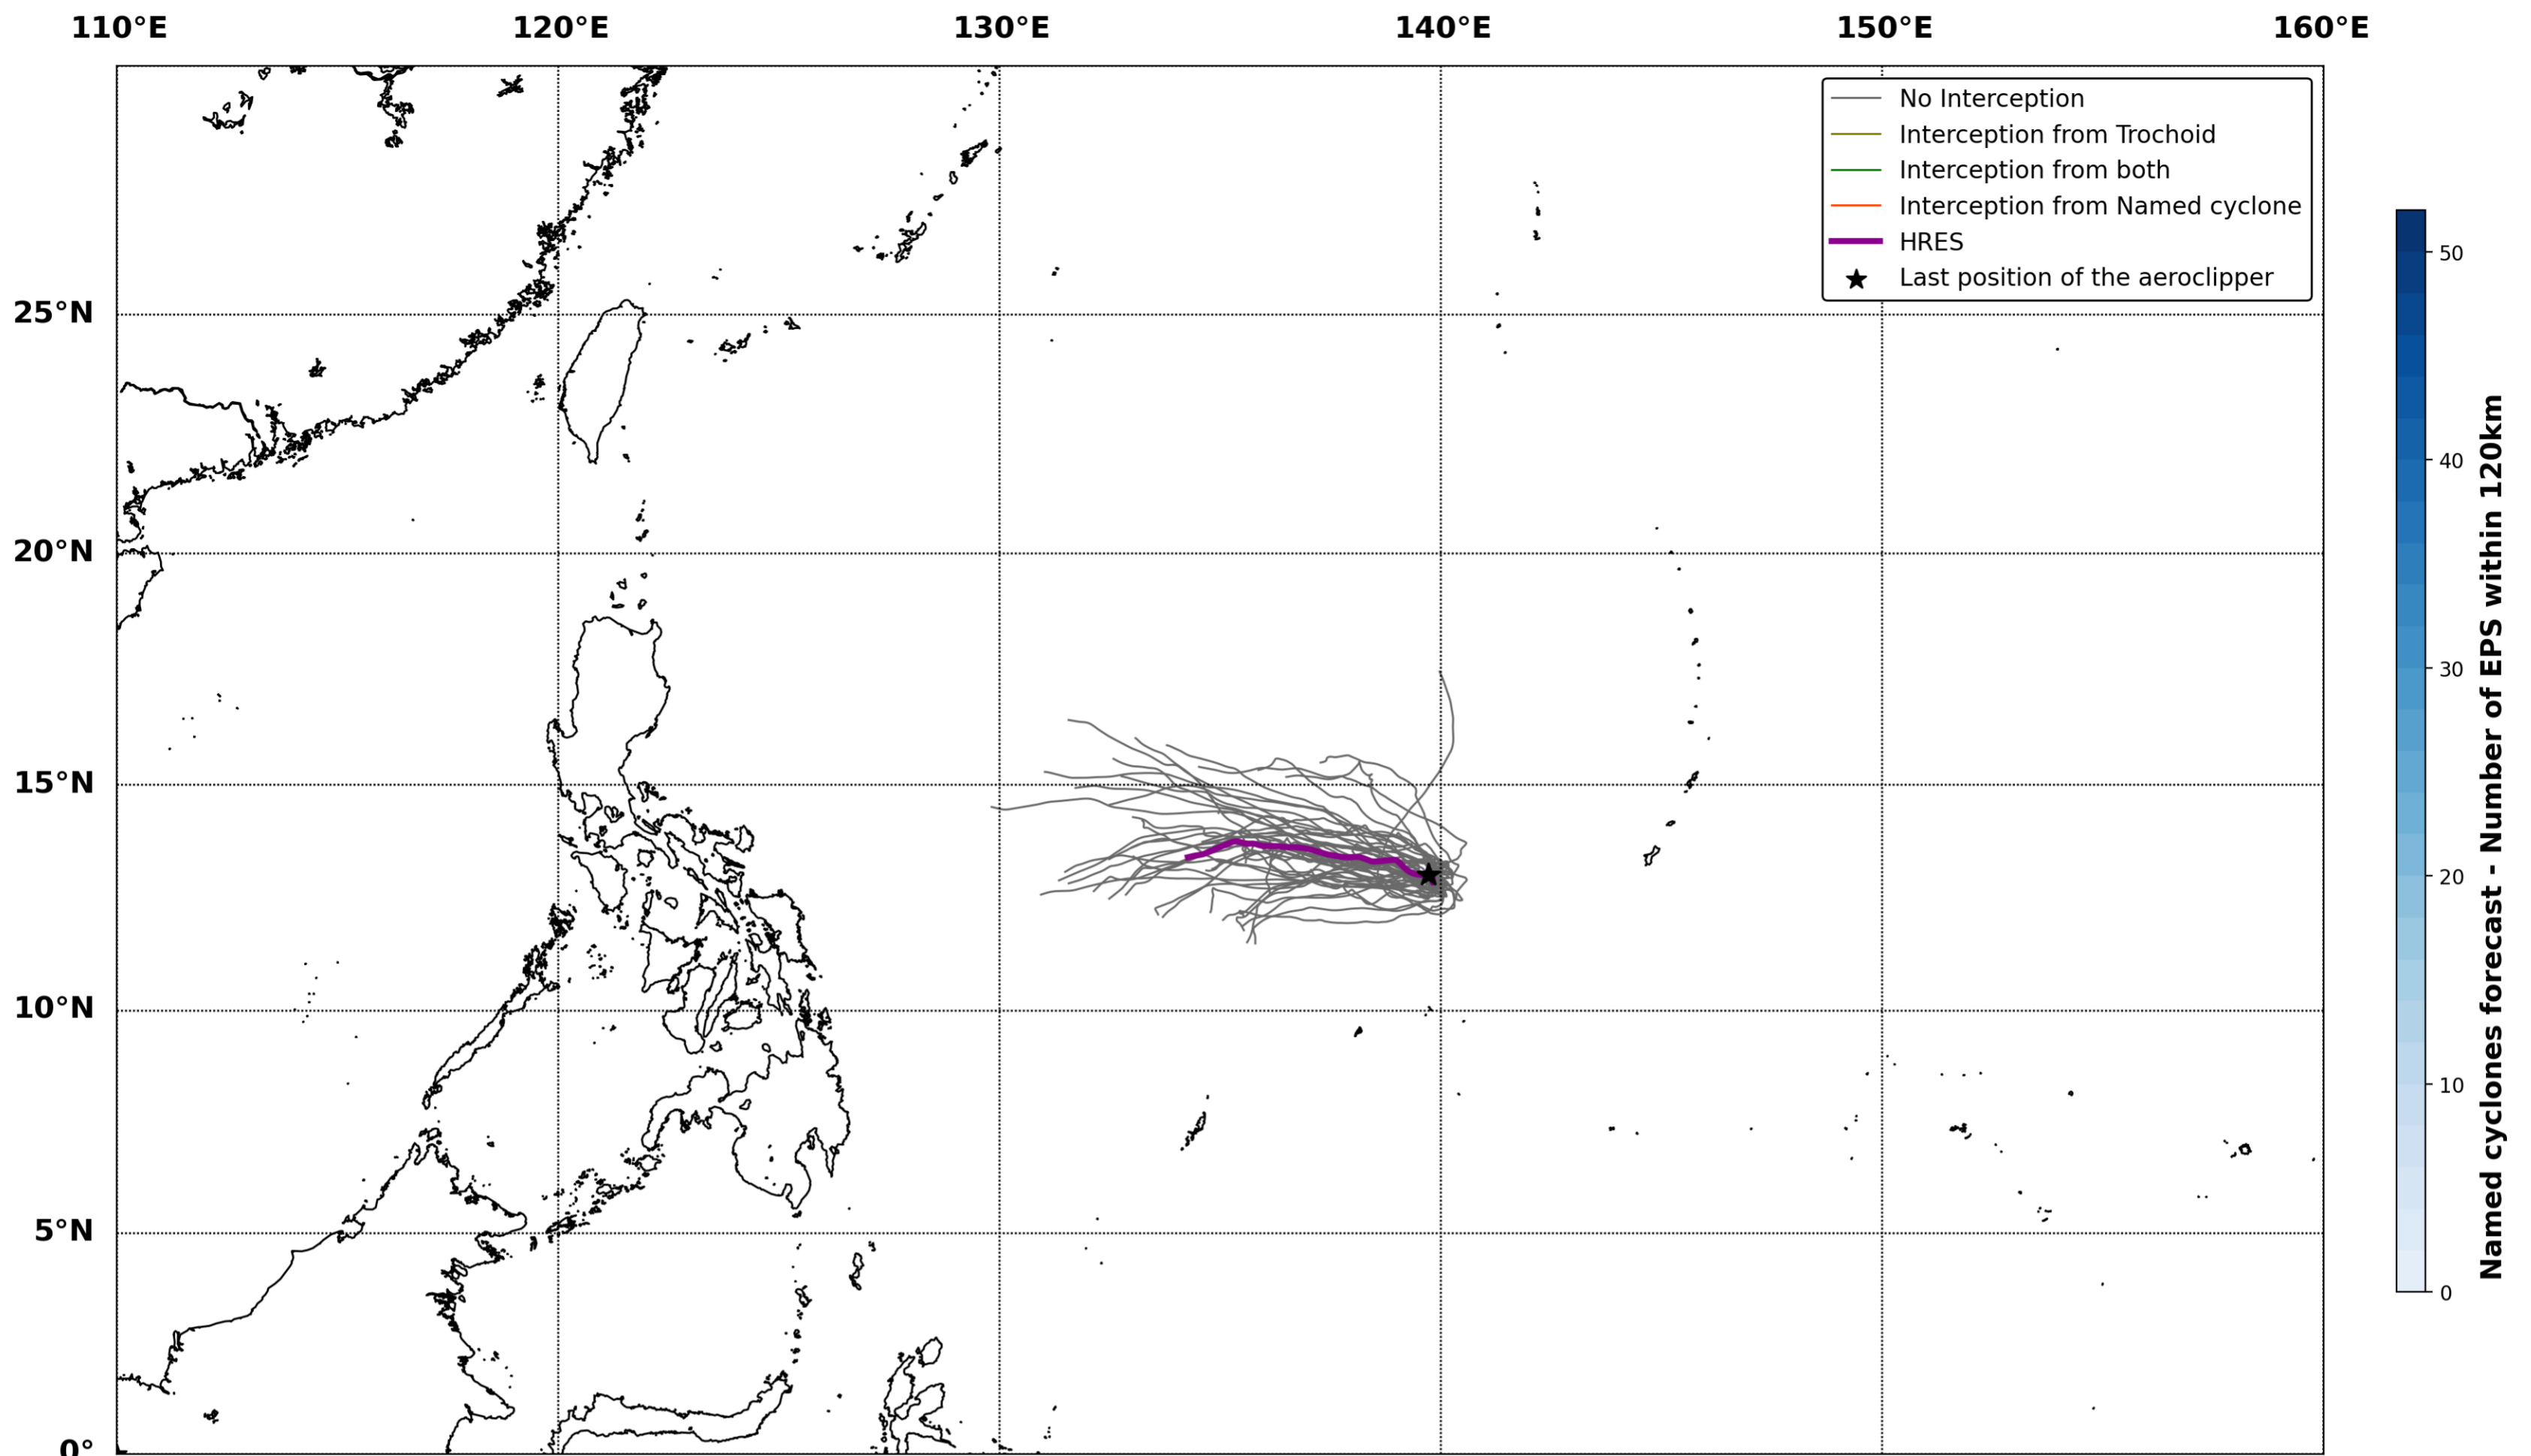 110°E 120°E 130°E 140°E 150°E 160°E
No Interception
Interception from Trochoid
Interception from both
Interception from Named cyclone
HRES
Last position of the aeroclipper
25°N
20°N
15°N
10°N
5°N
0°
50
40
30
20
10
0
Named cyclones forecast - Number of EPS within 120km